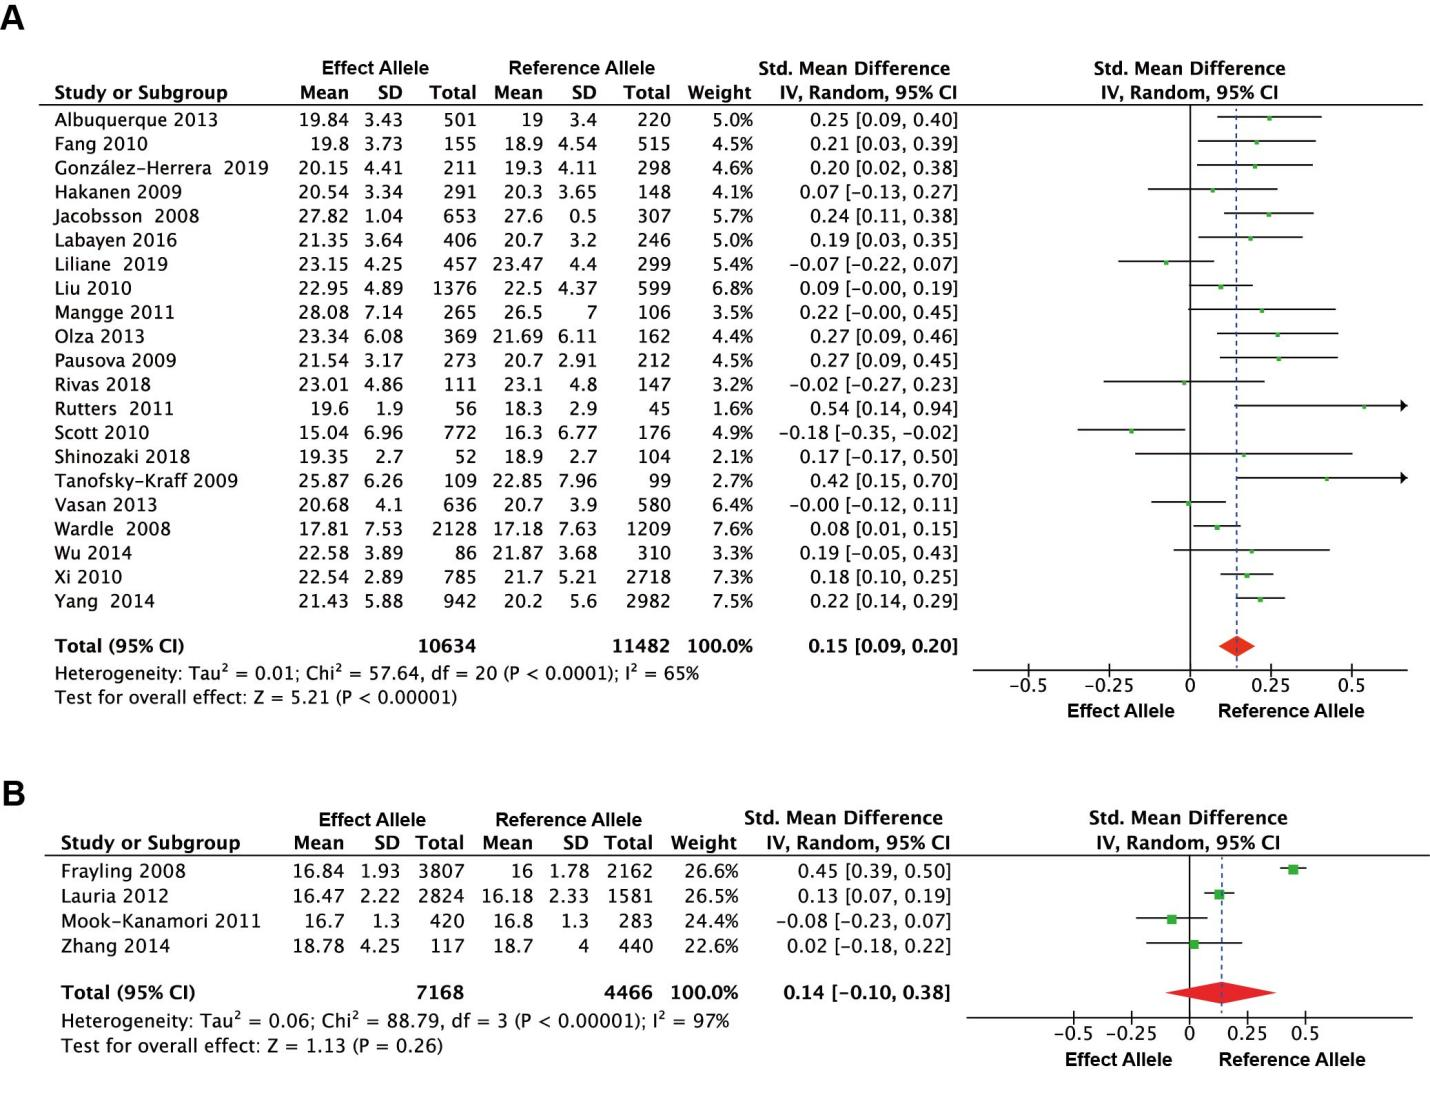 A
Effect Allele Reference Allele Std. Mean Difference Std. Mean Difference
Study or Subgroup Mean SD Total Mean SD Total Weight IV, Random, 95% CI IV, Random, 95% CI
Albuquerque 2013 19.84 3.43 501 19 3.4 220 5.0% 0.25 [0.09, 0.40]
Fang 2010 19.8 3.73 155 18.9 4.54 515 4.5% 0.21 [0.03, 0.39]
González-Herrera 2019 20.15 4.41 211 19.3 4.11 298 4.6% 0.20 [0.02, 0.38]
Hakanen 2009 20.54 3.34 291 20.3 3.65 148 4.1% 0.07 [-0.13, 0.27]
Jacobsson 2008 27.82 1.04 653 27.6 0.5 307 5.7% 0.24 [0.11, 0.38]
Labayen 2016 21.35 3.64 406 20.7 3.2 246 5.0% 0.19 [0.03, 0.35]
Liliane 2019 23.15 4.25 457 23.47 4.4 299 5.4% -0.07 [-0.22, 0.07]
Liu 2010 22.95 4.89 1376 22.5 4.37 599 6.8% 0.09 [-0.00, 0.19]
Mangge 2011 28.08 7.14 265 26.5 7 106 3.5% 0.22 [-0.00, 0.45]
Olza 2013 23.34 6.08 369 21.69 6.11 162 4.4% 0.27 [0.09, 0.46]
Pausova 2009 21.54 3.17 273 20.7 2.91 212 4.5% 0.27 [0.09, 0.45]
Rivas 2018 23.01 4.86 111 23.1 4.8 147 3.2% -0.02 [-0.27, 0.23]
Rutters 2011 19.6 1.9 56 18.3 2.9 45 1.6% 0.54 [0.14, 0.94]
Scott 2010 15.04 6.96 772 16.3 6.77 176 4.9% -0.18 [-0.35, -0.02]
Shinozaki 2018 19.35 2.7 52 18.9 2.7 104 2.1% 0.17 [-0.17, 0.50]
Tanofsky-Kraff 2009 25.87 6.26 109 22.85 7.96 99 2.7% 0.42 [0.15, 0.70]
Vasan 2013 20.68 4.1 636 20.7 3.9 580 6.4% -0.00 [-0.12, 0.11]
Wardle 2008 17.81 7.53 2128 17.18 7.63 1209 7.6% 0.08 [0.01, 0.15]
Wu 2014 22.58 3.89 86 21.87 3.68 310 3.3% 0.19 [-0.05, 0.43]
Xi 2010 22.54 2.89 785 21.7 5.21 2718 7.3% 0.18 [0.10, 0.25]
Yang 2014 21.43 5.88 942 20.2 5.6 2982 7.5% 0.22 [0.14, 0.29]
Total (95% CI) 10634 11482 100.0% 0.15 [0.09, 0.20]
Heterogeneity: Tau² = 0.01; Chi² = 57.64, df = 20 (P < 0.0001); I² = 65%
Test for overall effect: Z = 5.21 (P < 0.00001)
-0.5 -0.25 0 0.25 0.5
Effect Allele Reference Allele
B
Effect Allele Reference Allele Std. Mean Difference Std. Mean Difference
Study or Subgroup Mean SD Total Mean SD Total Weight IV, Random, 95% CI IV, Random, 95% CI
Frayling 2008 16.84 1.93 3807 16 1.78 2162 26.6% 0.45 [0.39, 0.50]
Lauria 2012 16.47 2.22 2824 16.18 2.33 1581 26.5% 0.13 [0.07, 0.19]
Mook-Kanamori 2011 16.7 1.3 420 16.8 1.3 283 24.4% -0.08 [-0.23, 0.07]
Zhang 2014 18.78 4.25 117 18.7 4 440 22.6% 0.02 [-0.18, 0.22]
Total (95% CI) 7168 4466 100.0% 0.14 [-0.10, 0.38]
Heterogeneity: Tau² = 0.06; Chi² = 88.79, df = 3 (P < 0.00001); I² = 97%
Test for overall effect: Z = 1.13 (P = 0.26)
-0.5 -0.25 0 0.25 0.5
Effect Allele Reference Allele